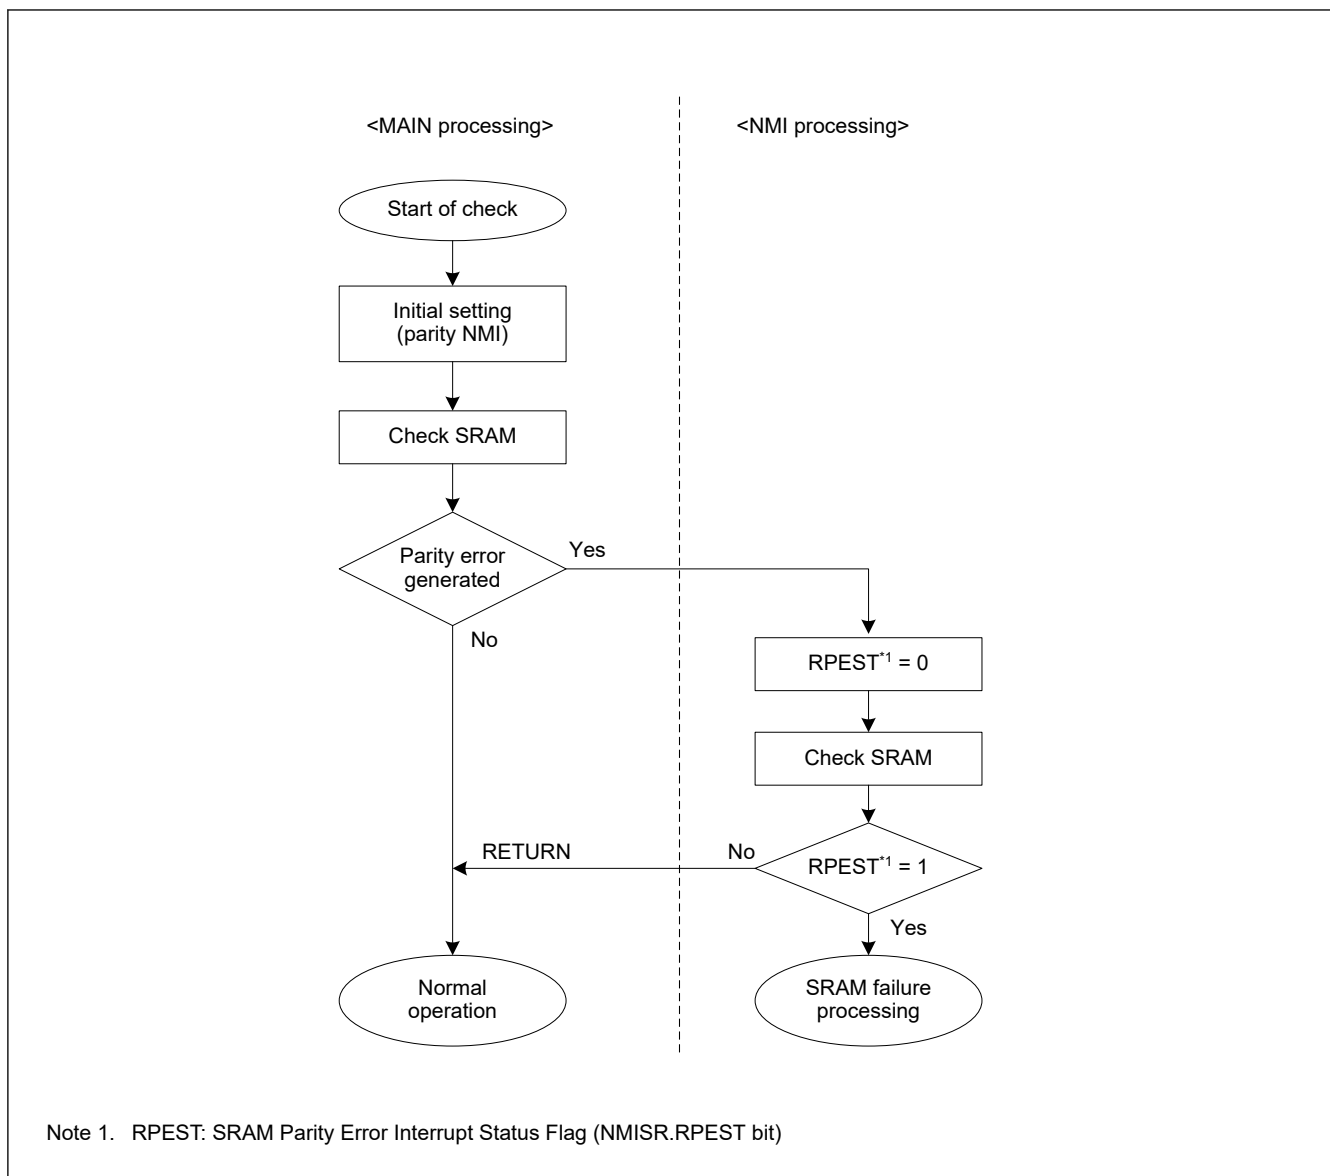 <MAIN processing>
<NMI processing>
Start of check
Initial setting
(parity NMI)
Check SRAM
Parity error
generated
Yes
No
RPEST*1 = 0
Check SRAM
RPEST*1 = 1
No
RETURN
Yes
Normal
operation
SRAM failure
processing
Note 1. RPEST: SRAM Parity Error Interrupt Status Flag (NMISR.RPEST bit)